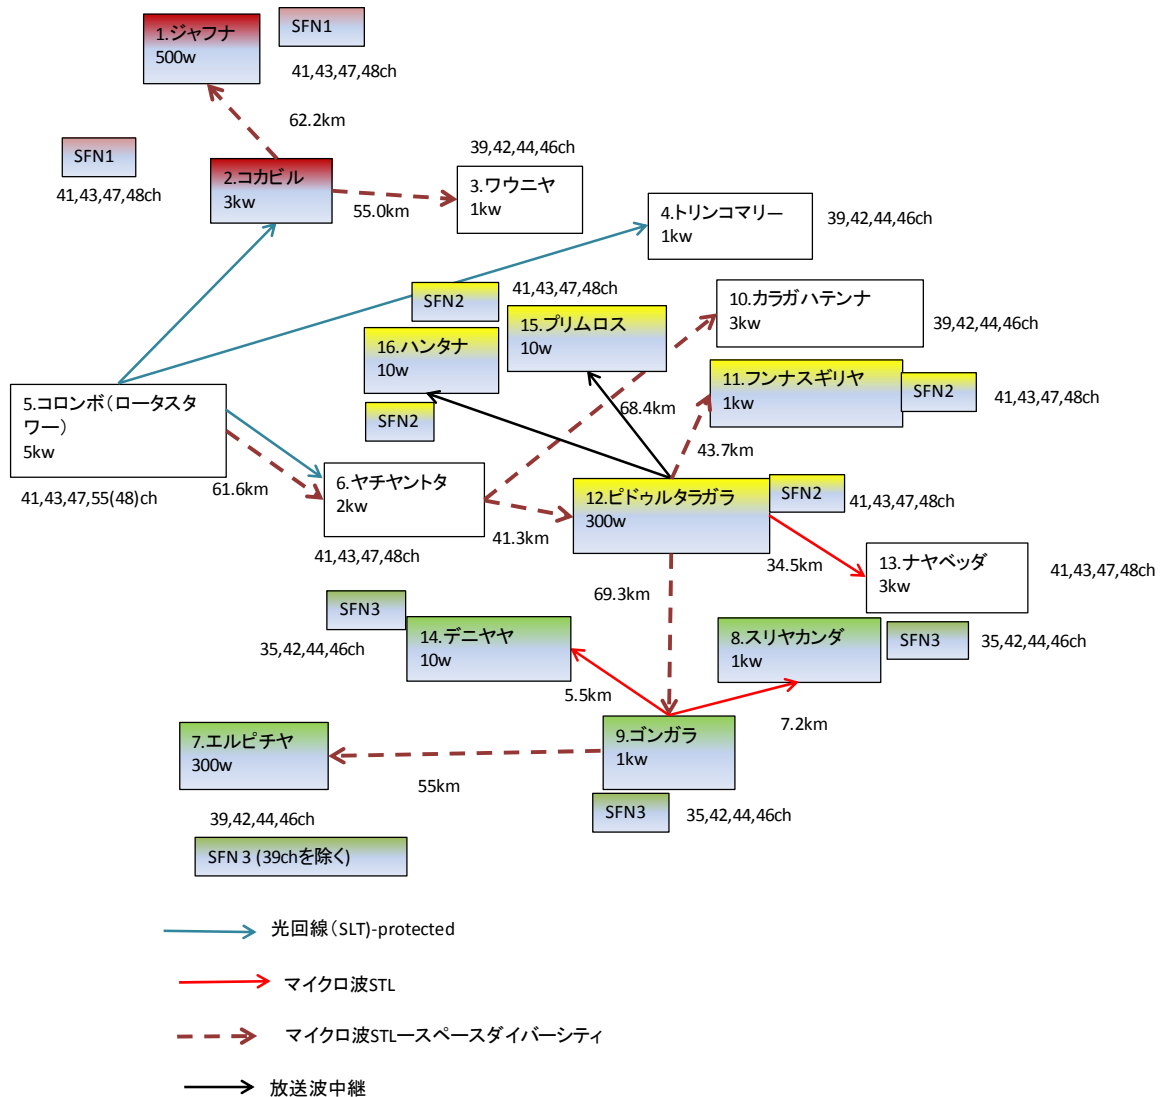 1.ジャフナ
500w
SFN1
41,43,47,48ch
62.2km
SFN1
41,43,47,48ch
2.コカビル
3kw
55.0km
39,42,44,46ch
3.ワウニヤ
1kw
4.トリンコマリー
1kw
39,42,44,46ch
SFN2
41,43,47,48ch
15.プリムロス
10w
16.ハンタナ
10w
SFN2
10.カラガハテンナ
3kw
39,42,44,46ch
68.4km
11.フンナスギリヤ
1kw
SFN2
41,43,47,48ch
43.7km
5.コロンボ(ロータスタ
ワー)
5kw
41,43,47,55(48)ch
61.6km
6.ヤチヤントタ
2kw
41,43,47,48ch
41.3km
12.ピドゥルタラガラ
300w
SFN2
41,43,47,48ch
34.5km
13.ナヤベッダ
3kw
41,43,47,48ch
69.3km
SFN3
35,42,44,46ch
14.デニヤヤ
10w
5.5km
8.スリヤカンダ
1kw
SFN3
35,42,44,46ch
7.2km
7.エルピチヤ
300w
55km
9.ゴンガラ
1kw
SFN3
35,42,44,46ch
39,42,44,46ch
SFN 3 (39chを除く)
光回線(SLT)-protected
マイクロ波STL
マイクロ波STLースペースダイバーシティ
放送波中継